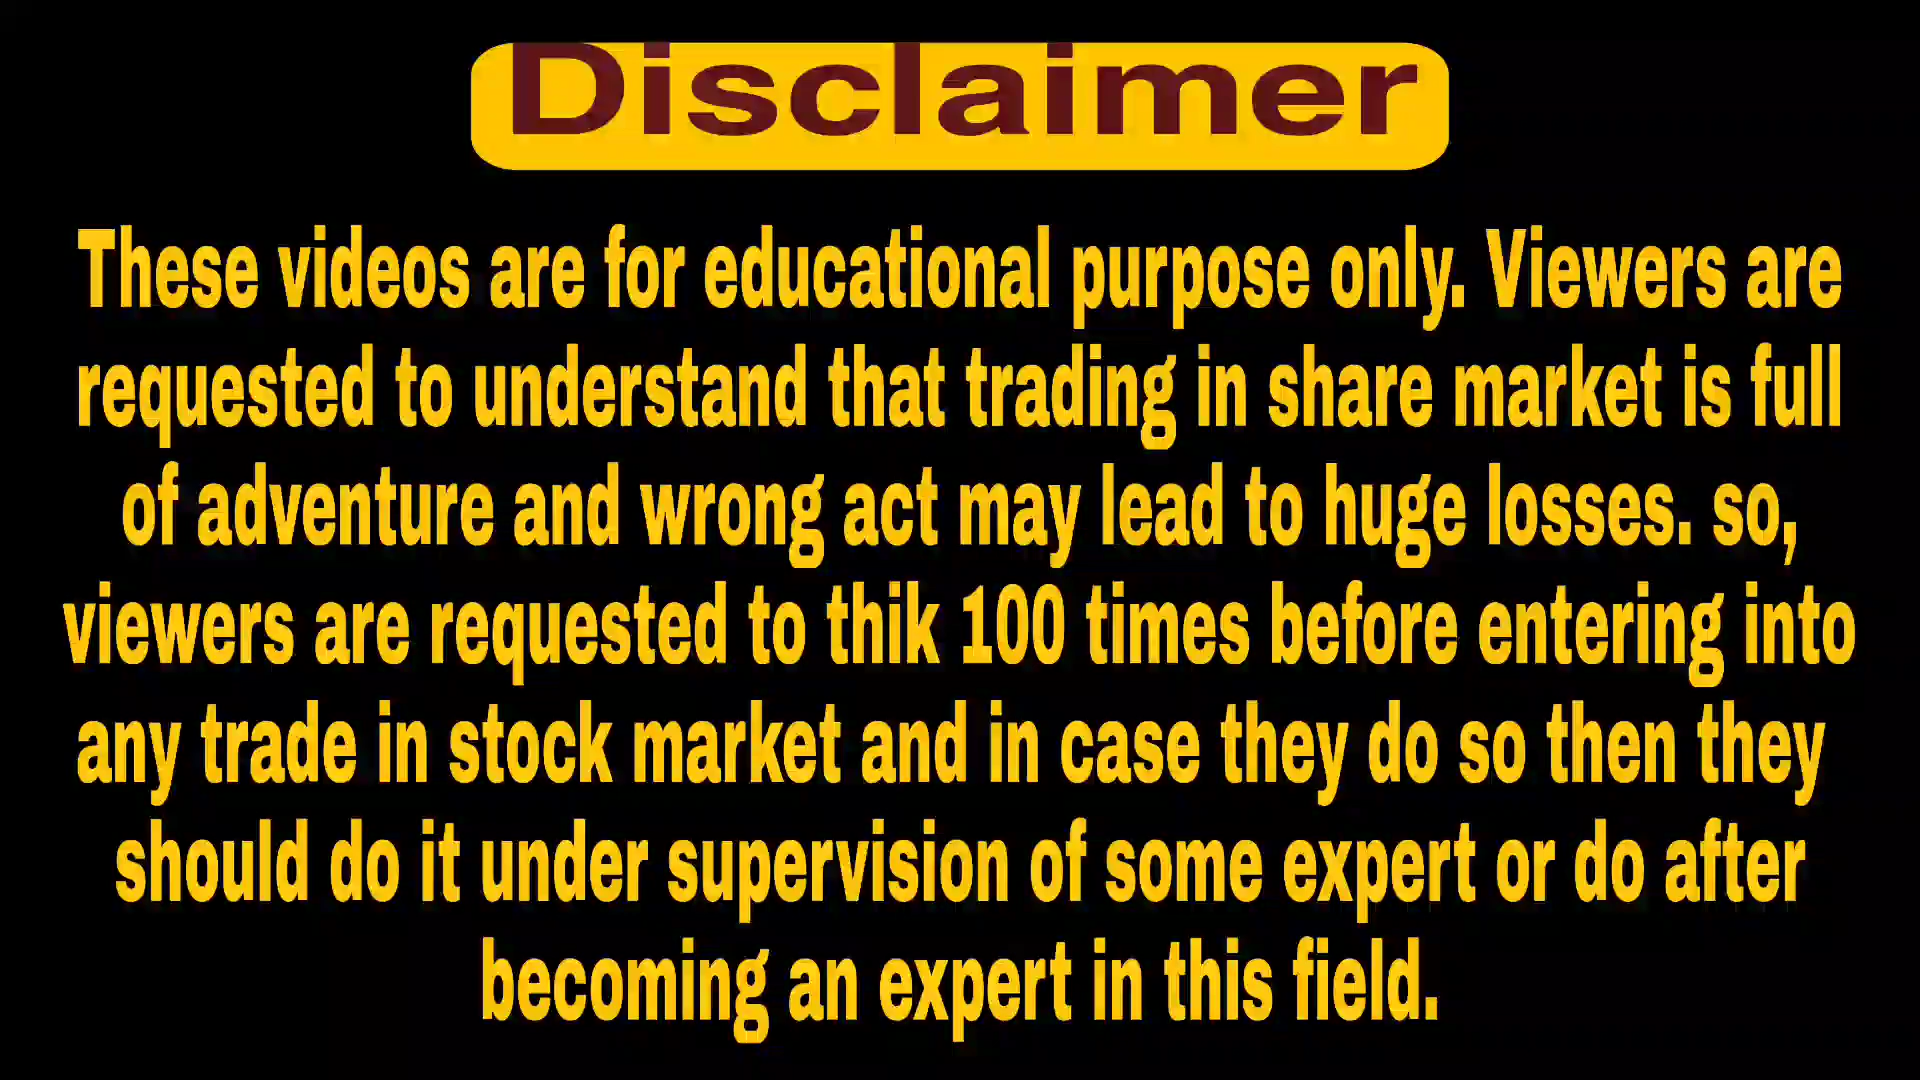 Disclaimer
These videos are for educational purpose only. Viewers are
requested to understand that trading in share market is full
of adventure and wrong act may lead to huge losses. so,
viewers are requested to thik 100 times before entering into
any trade in stock market and in case they do so then they
should do it under supervision of some expert or do after
becoming an expert in this field.